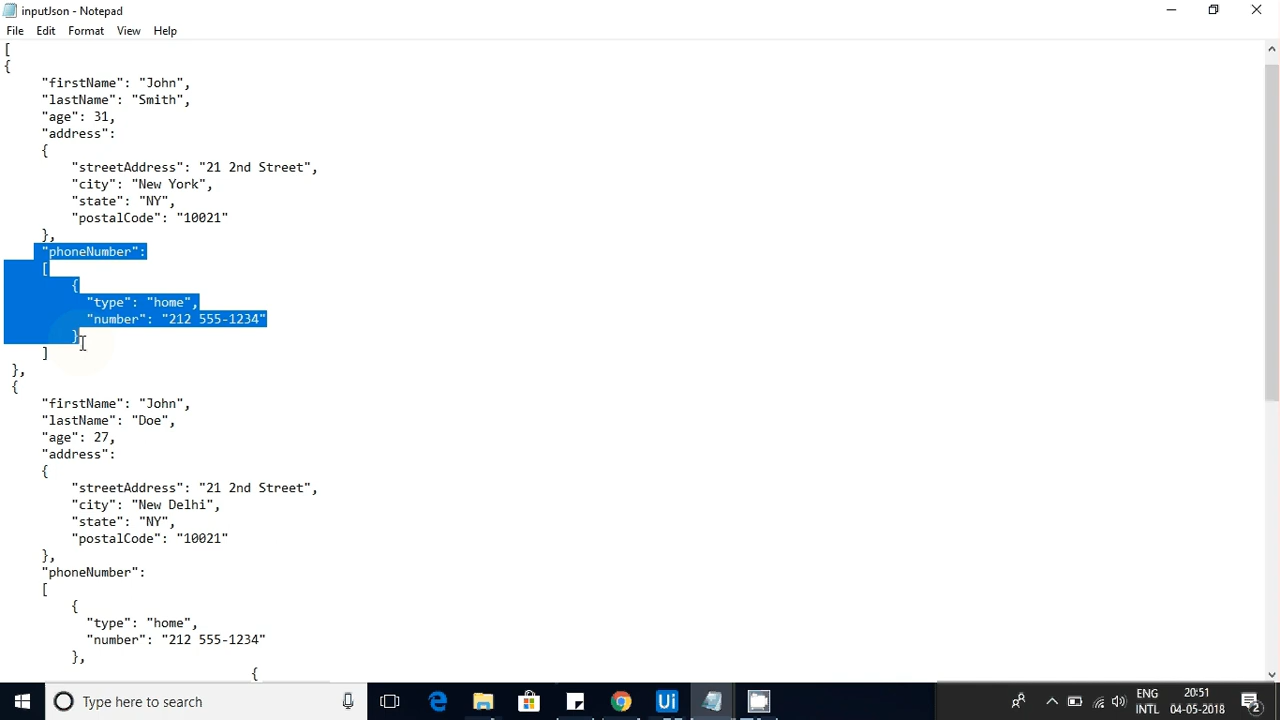 inputJson - Notepad
File Edit Format View Help
[
{
"firstName": "John",
"lastName": "Smith",
"age": 31,
"address":
{
"streetAddress": "21 2nd Street",
"city": "New York",
"state": "NY",
"postalCode": "10021"
},
"phoneNumber":
[
{
"type": "home",
"number": "212 555-1234"
}
]
},
{
"firstName": "John",
"lastName": "Doe",
"age": 27,
"address":
{
"streetAddress": "21 2nd Street",
"city": "New Delhi",
"state": "NY",
"postalCode": "10021"
},
"phoneNumber":
[
{
"type": "home",
"number": "212 555-1234"
},
{
Type here to search
Ui
ENG 20:51
INTL 04-05-2018
2